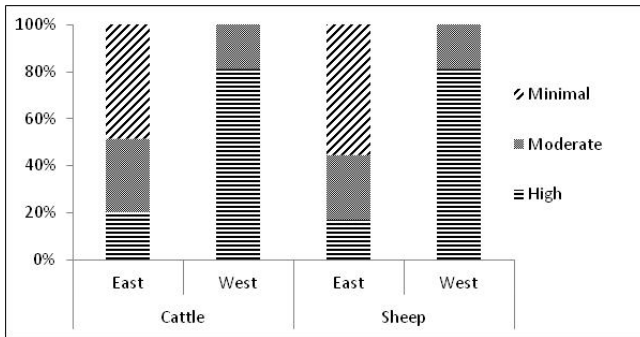 100%
80%
60%
40%
20%
0%
East
West
East
West
Cattle
Sheep
Minimal
Moderate
High